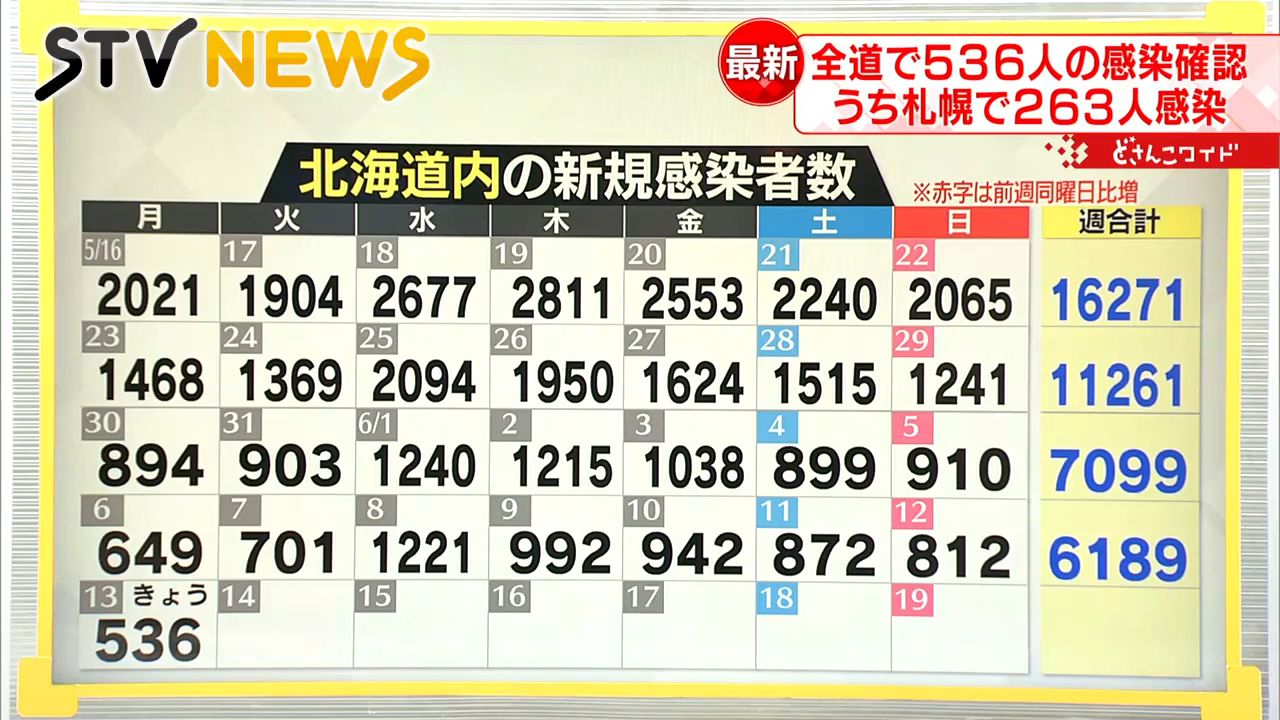 STV NEWS
最新
全道で536人の感染確認
うち札幌で263人感染
どさんこワイド
北海道内の新規感染者数
※赤字は前週同曜日比増
月 火 水 木 金 土 日 週合計
5/16 17 18 19 20 21 22
2021 1904 2677 2811 2553 2240 2065 16271
23 24 25 26 27 28 29
1468 1369 2094 1950 1624 1515 1241 11261
30 31 6/1 2 3 4 5
894 903 1240 1215 1038 899 910 7099
6 7 8 9 10 11 12
649 701 1221 992 942 872 812 6189
13 きょう 14 15 16 17 18 19
536